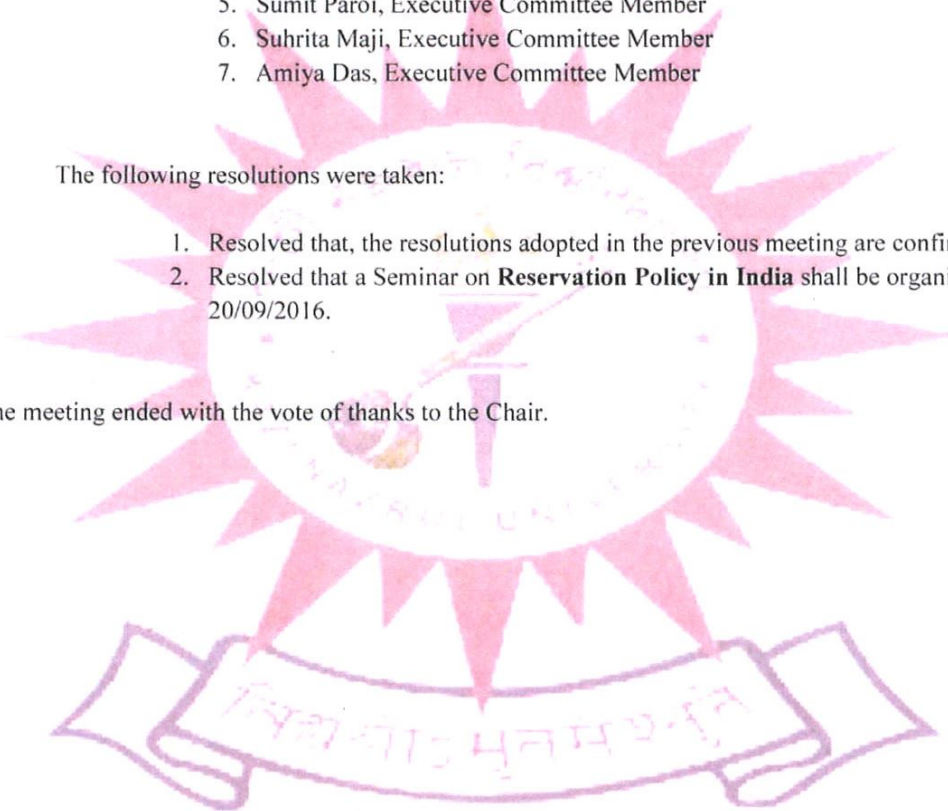 5. Sumit Paroi, Executive Committee Member
6. Suhrita Maji, Executive Committee Member
7. Amiya Das, Executive Committee Member
The following resolutions were taken:
1. Resolved that, the resolutions adopted in the previous meeting are confi
2. Resolved that a Seminar on Reservation Policy in India shall be organi
20/09/2016.
he meeting ended with the vote of thanks to the Chair.
NAZRUL UNIVE